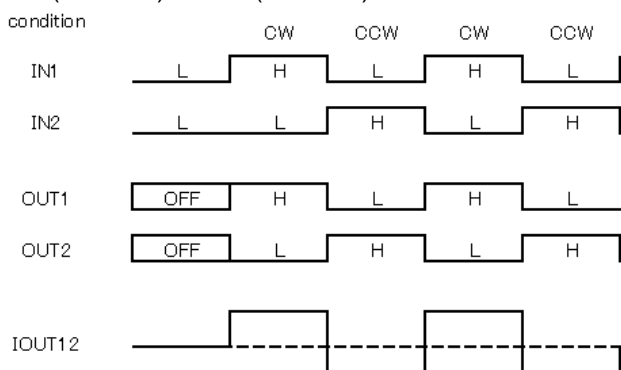 condition
CW CCW CW CCW
IN1 L H L H L
IN2 L L H L H
OUT1 OFF H L H L
OUT2 OFF L H L H
IOUT12